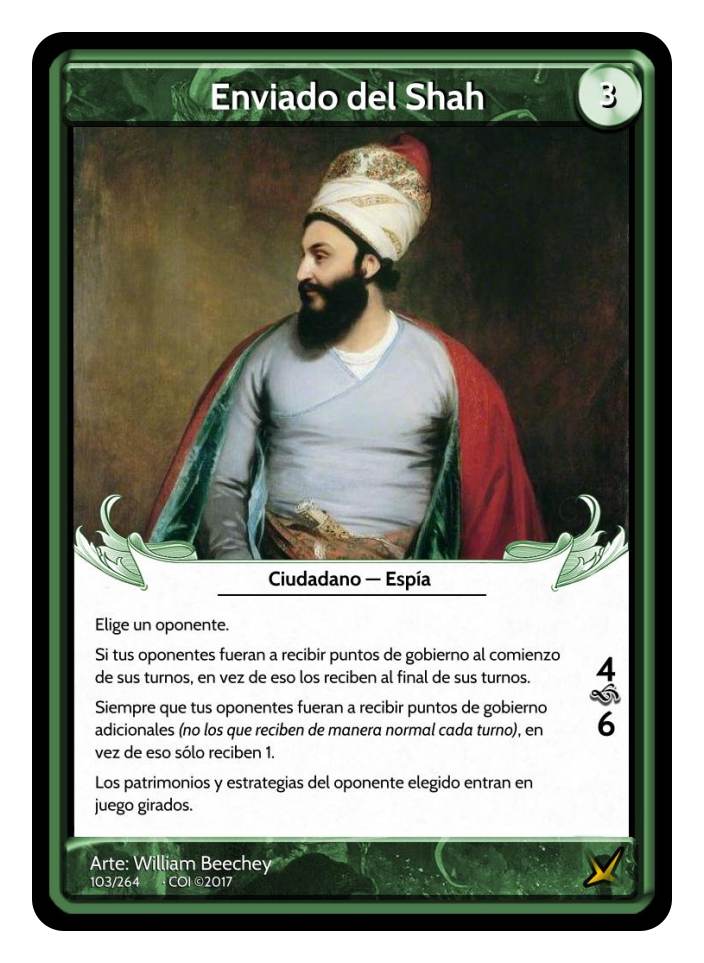 Enviado del Shah
3
Ciudadano — Espía
Elige un oponente.
Si tus oponentes fueran a recibir puntos de gobierno al comienzo
de sus turnos, en vez de eso los reciben al final de sus turnos.
Siempre que tus oponentes fueran a recibir puntos de gobierno
adicionales (no los que reciben de manera normal cada turno), en
vez de eso sólo reciben 1.
Los patrimonios y estrategias del oponente elegido entran en
juego girados.
4
6
Arte: William Beechey
103/264 · COI ©2017